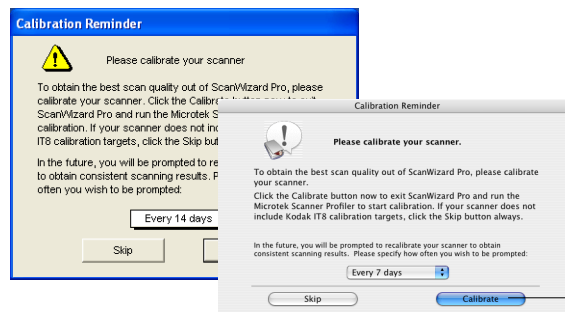 Calibration Reminder
Please calibrate your scanner
To obtain the best scan quality out of ScanWizard Pro, please
calibrate your scanner. Click the
ScanWizard Pro and run the Microtek
calibration. If your scanner does not
IT8 calibration targets, click the Skip
In the future, you will be prompted to
to obtain consistent scanning results.
often you wish to be prompted:
Every 14 days
Skip
Calibration Reminder
Please calibrate your scanner.
To obtain the best scan quality out of ScanWizard Pro, please calibrate
your scanner.
Click the Calibrate button now to exit ScanWizard Pro and run the
Microtek Scanner Profiler to start calibration. If your scanner does not
include Kodak IT8 calibration targets, click the Skip button always.
In the future, you will be prompted to recalibrate your scanner to obtain
consistent scanning results. Please specify how often you wish to be prompted:
Every 7 days
Skip
Calibrate